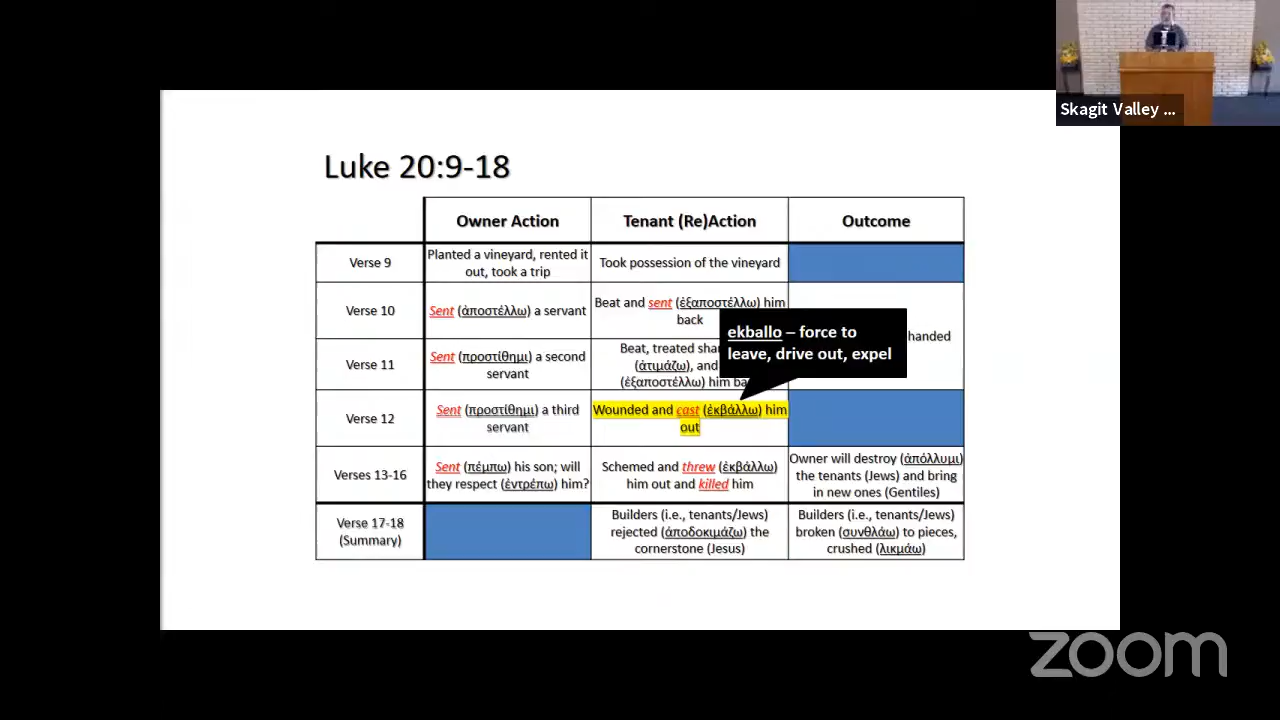 Skagit Valley ...
Luke 20:9-18
Owner Action
Tenant (Re)Action
Outcome
Verse 9
Planted a vineyard, rented it
out, took a trip
Took possession of the vineyard
Verse 10
Sent (ἀποστέλλω) a servant
Beat and sent (ἐξαποστέλλω) him
back
handed
ekballo – force to
leave, drive out, expel
Verse 11
Sent (προστίθημι) a second
servant
Beat, treated
(ἀτιμάζω), and
(ἐξαποστέλλω) him
Verse 12
Sent (προστίθημι) a third
servant
Wounded and cast (ἐκβάλλω) him
out
Verses 13-16
Sent (πέμπω) his son; will
they respect (ἐντρέπω) him?
Schemed and threw (ἐκβάλλω)
him out and killed him
Owner will destroy (ἀπόλλυμι)
the tenants (Jews) and bring
in new ones (Gentiles)
Verse 17-18
(Summary)
Builders (i.e., tenants/Jews)
rejected (ἀποδοκιμάζω) the
cornerstone (Jesus)
Builders (i.e., tenants/Jews)
broken (συνθλάω) to pieces,
crushed (λικμάω)
zoom